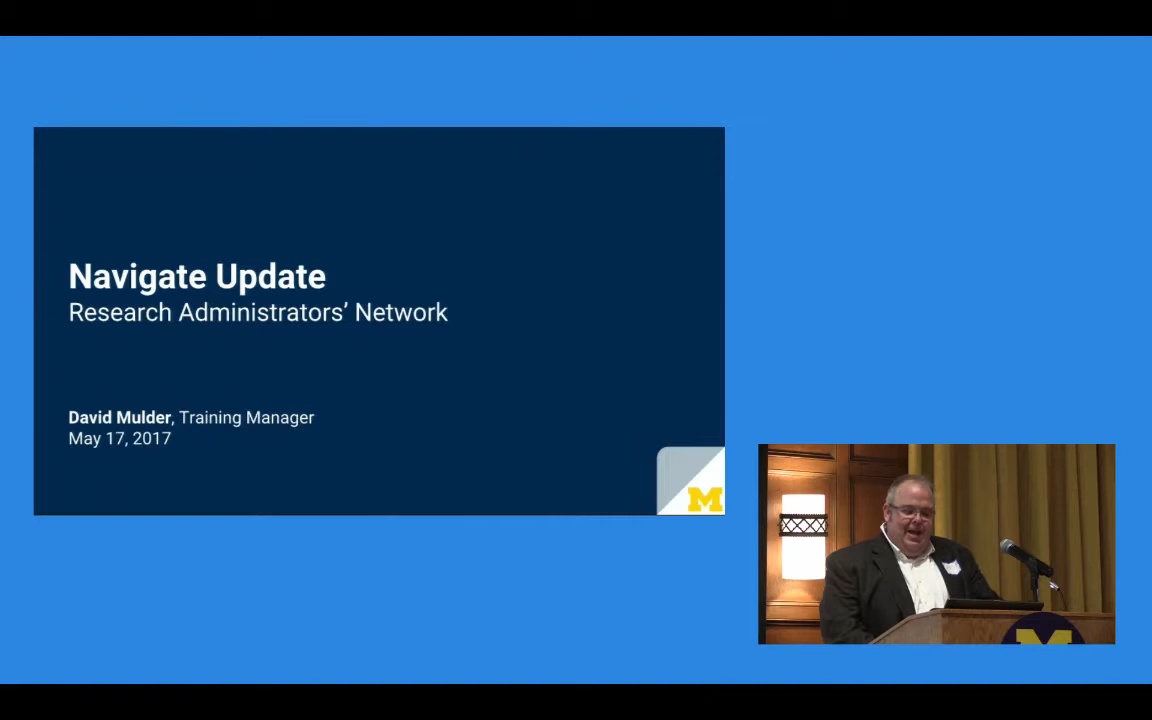 Navigate Update
Research Administrators’ Network
David Mulder, Training Manager
May 17, 2017
M
M